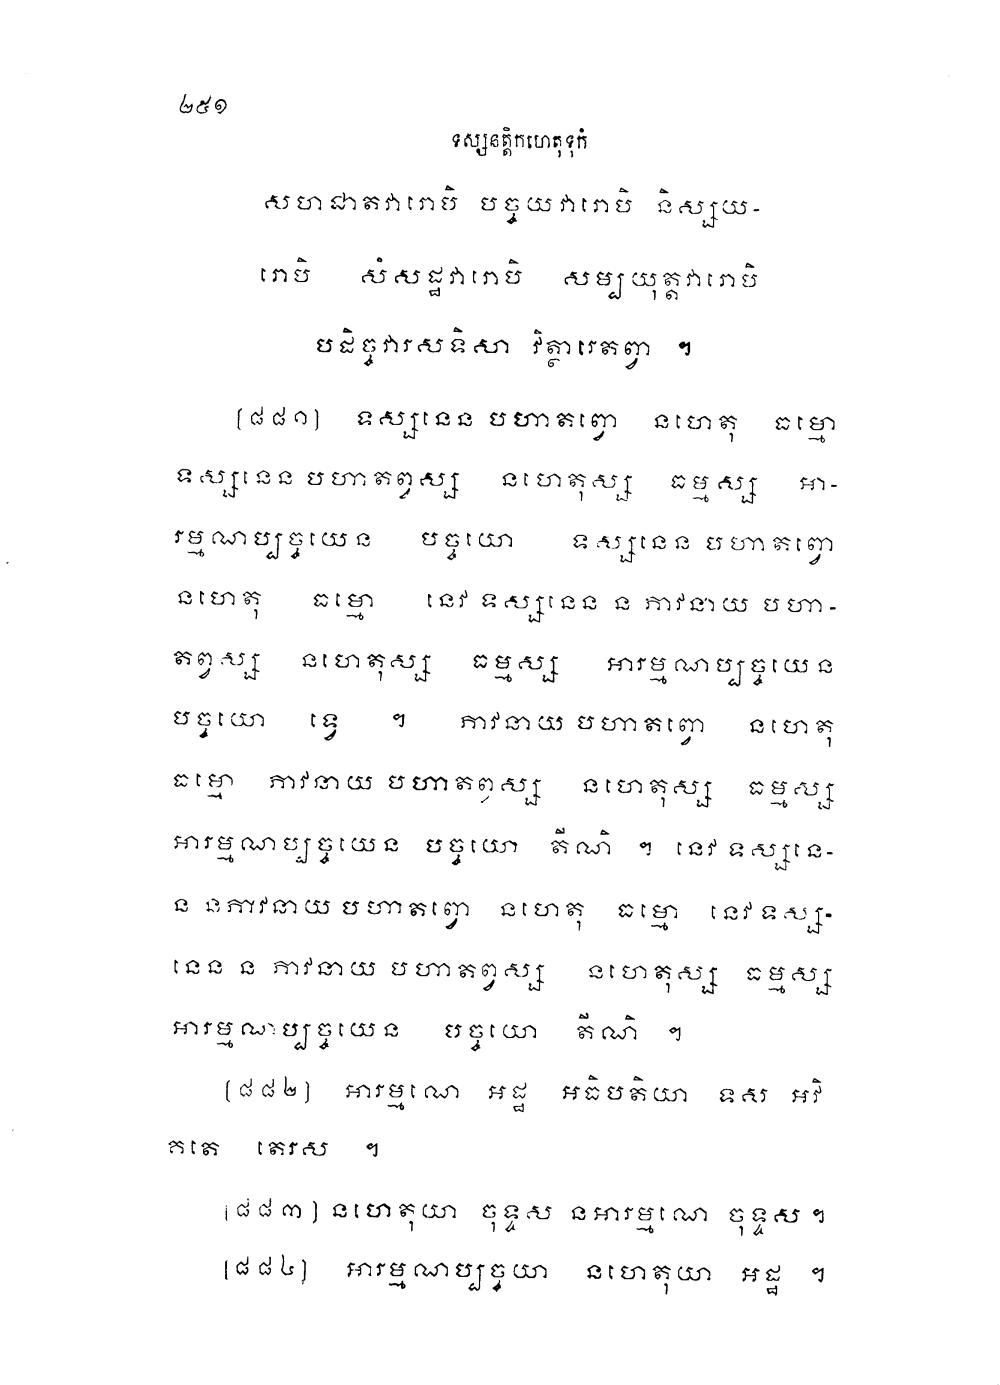 ២៥១
ទស្សនត្តិកហេតុទុកំ
សហជាតវារោបិ បច្ចយវារោបិ និស្សយ-
រោបិ សំសដ្ឋវារោបិ សម្បយុត្តវារោបិ
បដិច្ចវារសទិសា វិត្ថារេតព្វា ។
[៨៨១] ទស្សនេន បហាតព្វោ នហេតុ ធម្មោ
ទស្សនេន បហាតព្វស្ស នហេតុស្ស ធម្មស្ស អា-
រម្មណប្បច្ចយេន បច្ចយោ ទស្សនេន បហាតព្វោ
នហេតុ ធម្មោ នេវ ទស្សនេន ន ភាវនាយ បហា-
តព្វស្ស នហេតុស្ស ធម្មស្ស អារម្មណប្បច្ចយេន
បច្ចយោ ទ្វេ ។ ភាវនាយ បហាតព្វោ នហេតុ
ធម្មោ ភាវនាយ បហាតព្វស្ស នហេតុស្ស ធម្មស្ស
អារម្មណប្បច្ចយេន បច្ចយោ តីណិ ។ នេវ ទស្សនេ-
ន នភាវនាយ បហាតព្វោ នហេតុ ធម្មោ នេវ ទស្ស-
នេន ន ភាវនាយ បហាតព្វស្ស នហេតុស្ស ធម្មស្ស
អារម្មណប្បច្ចយេន បច្ចយោ តីណិ ។
[៨៨២] អារម្មណេ អដ្ឋ អធិបតិយា ទស អវិ
គតេ តេរស ។
[៨៨៣] នហេតុយា ចុទ្ទស នអារម្មណេ ចុទ្ទស ។
[៨៨៤] អារម្មណប្បច្ចយា នហេតុយា អដ្ឋ ។